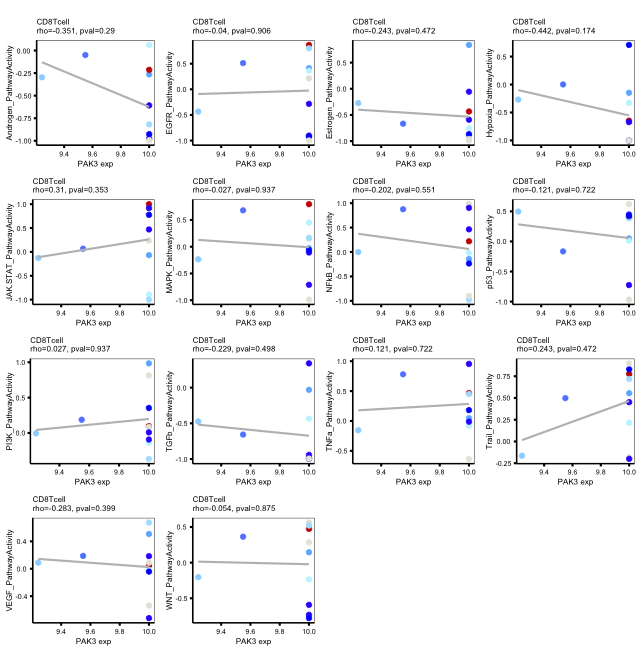 CD8Tcell
rho=-0.351, pval=0.29
Androgen_PathwayActivity
0.00
-0.25
-0.50
-0.75
-1.00
9.4
9.6
9.8
10.0
PAK3 exp
CD8Tcell
rho=-0.04, pval=0.906
EGFR_PathwayActivity
0.5
0.0
-0.5
-1.0
9.4
9.6
9.8
10.0
PAK3 exp
CD8Tcell
rho=-0.243, pval=0.472
Estrogen_PathwayActivity
0.5
0.0
-0.5
-1.0
9.4
9.6
9.8
10.0
PAK3 exp
CD8Tcell
rho=-0.442, pval=0.174
Hypoxia_PathwayActivity
0.5
0.0
-0.5
-1.0
9.4
9.6
9.8
10.0
PAK3 exp
CD8Tcell
rho=0.31, pval=0.353
JAK.STAT_PathwayActivity
1.0
0.5
0.0
-0.5
-1.0
9.4
9.6
9.8
10.0
PAK3 exp
CD8Tcell
rho=-0.027, pval=0.937
MAPK_PathwayActivity
0.5
0.0
-0.5
-1.0
9.4
9.6
9.8
10.0
PAK3 exp
CD8Tcell
rho=-0.202, pval=0.551
NFkB_PathwayActivity
1.0
0.5
0.0
-0.5
-1.0
9.4
9.6
9.8
10.0
PAK3 exp
CD8Tcell
rho=-0.121, pval=0.722
p53_PathwayActivity
0.5
0.0
-0.5
-1.0
9.4
9.6
9.8
10.0
PAK3 exp
CD8Tcell
rho=0.027, pval=0.937
PI3K_PathwayActivity
1.0
0.5
0.0
9.4
9.6
9.8
10.0
PAK3 exp
CD8Tcell
rho=-0.229, pval=0.498
TGFb_PathwayActivity
0.0
-0.5
-1.0
9.4
9.6
9.8
10.0
PAK3 exp
CD8Tcell
rho=0.121, pval=0.722
TNFa_PathwayActivity
1.0
0.5
0.0
-0.5
9.4
9.6
9.8
10.0
PAK3 exp
CD8Tcell
rho=0.243, pval=0.472
Trail_PathwayActivity
0.75
0.50
0.25
0.00
-0.25
9.4
9.6
9.8
10.0
PAK3 exp
CD8Tcell
rho=-0.283, pval=0.399
VEGF_PathwayActivity
0.4
0.0
-0.4
9.4
9.6
9.8
10.0
PAK3 exp
CD8Tcell
rho=-0.054, pval=0.875
WNT_PathwayActivity
0.5
0.0
-0.5
9.4
9.6
9.8
10.0
PAK3 exp